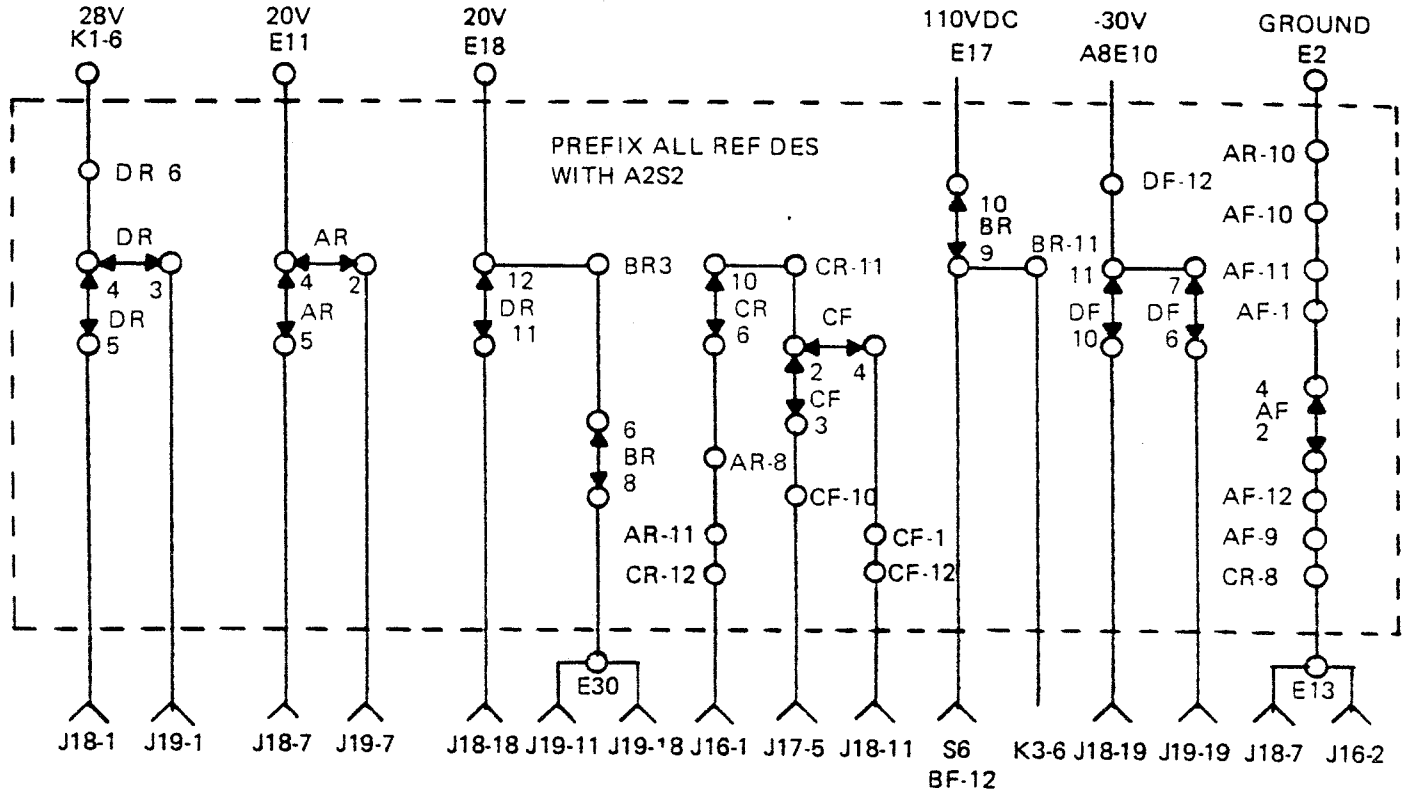 28V
K1-6
20V
E11
20V
E18
110VDC
E17
-30V
A8E10
GROUND
E2
PREFIX ALL REF DES
WITH A2S2
DR 6
DR
4
3
DR
5
AR
4
2
AR
5
12
DR
11
BR3
6
BR
8
10
CR
6
CR-11
CF
2
4
CF
3
AR-8
CF-10
AR-11
CR-12
CF-1
CF-12
10
BR
9
BR-11
DF-12
11
7
DF
10
DF
6
AR-10
AF-10
AF-11
AF-1
4
AF
2
AF-12
AF-9
CR-8
E30
E13
J18-1
J19-1
J18-7
J19-7
J18-18
J19-11
J19-18
J16-1
J17-5
J18-11
S6
BF-12
K3-6
J18-19
J19-19
J18-7
J16-2